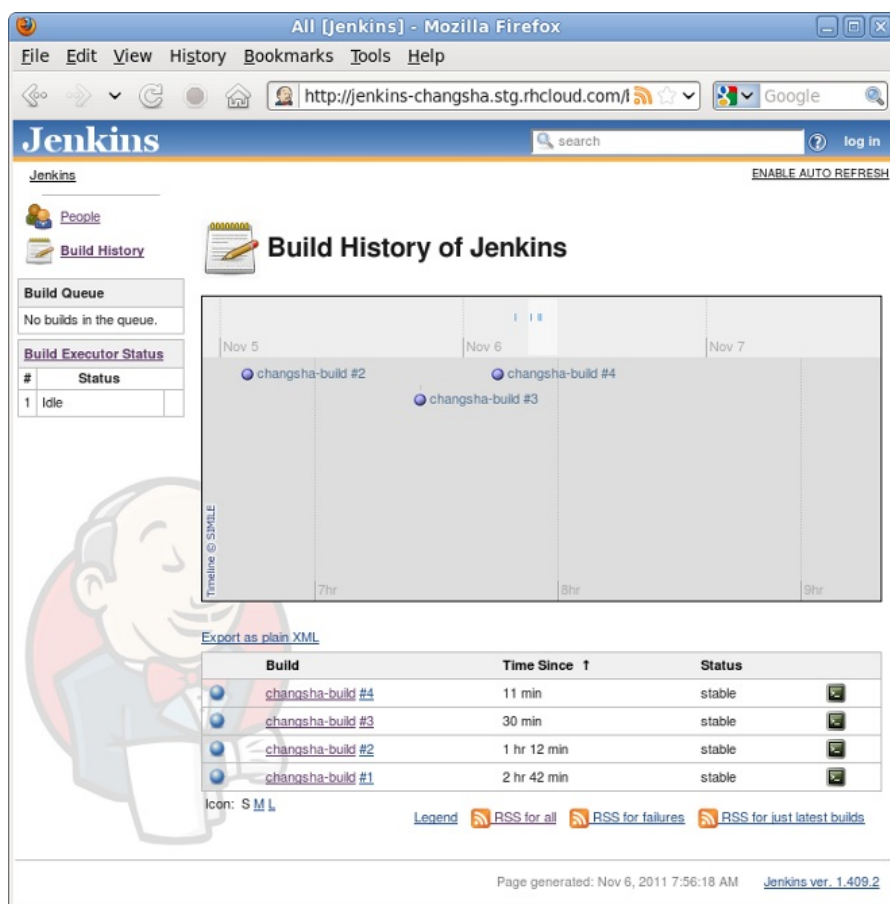 All [Jenkins] - Mozilla Firefox
File Edit View History Bookmarks Tools Help
http://jenkins-changsha.stg.rhcloud.com/ Google
Jenkins search log in
Jenkins ENABLE AUTO REFRESH
People
Build History
Build History of Jenkins
Build Queue
No builds in the queue.
Build Executor Status
# Status
1 Idle
Nov 5 Nov 6 Nov 7
changsha-build #2 changsha-build #4
changsha-build #3
Timeline © SIMILE
7hr 8hr 9hr
Export as plain XML
Build Time Since ↑ Status
changsha-build #4 11 min stable
changsha-build #3 30 min stable
changsha-build #2 1 hr 12 min stable
changsha-build #1 2 hr 42 min stable
Icon: S M L
Legend RSS for all RSS for failures RSS for just latest builds
Page generated: Nov 6, 2011 7:56:18 AM Jenkins ver. 1.409.2